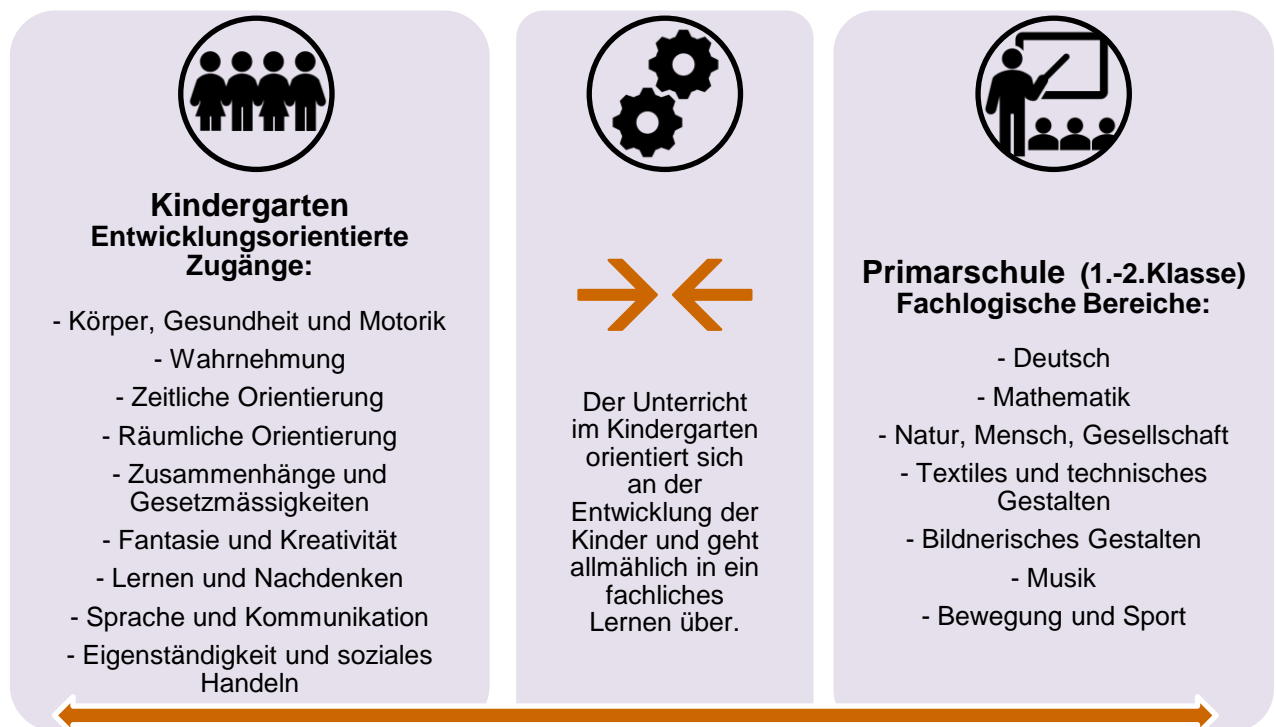 Kindergarten
Entwicklungsorientierte
Zugänge:
- Körper, Gesundheit und Motorik
- Wahrnehmung
- Zeitliche Orientierung
- Räumliche Orientierung
- Zusammenhänge und
Gesetzmässigkeiten
- Fantasie und Kreativität
- Lernen und Nachdenken
- Sprache und Kommunikation
- Eigenständigkeit und soziales
Handeln
Der Unterricht
im Kindergarten
orientiert sich
an der
Entwicklung der
Kinder und geht
allmählich in ein
fachliches
Lernen über.
Primarschule (1.-2.Klasse)
Fachlogische Bereiche:
- Deutsch
- Mathematik
- Natur, Mensch, Gesellschaft
- Textiles und technisches
Gestalten
- Bildnerisches Gestalten
- Musik
- Bewegung und Sport